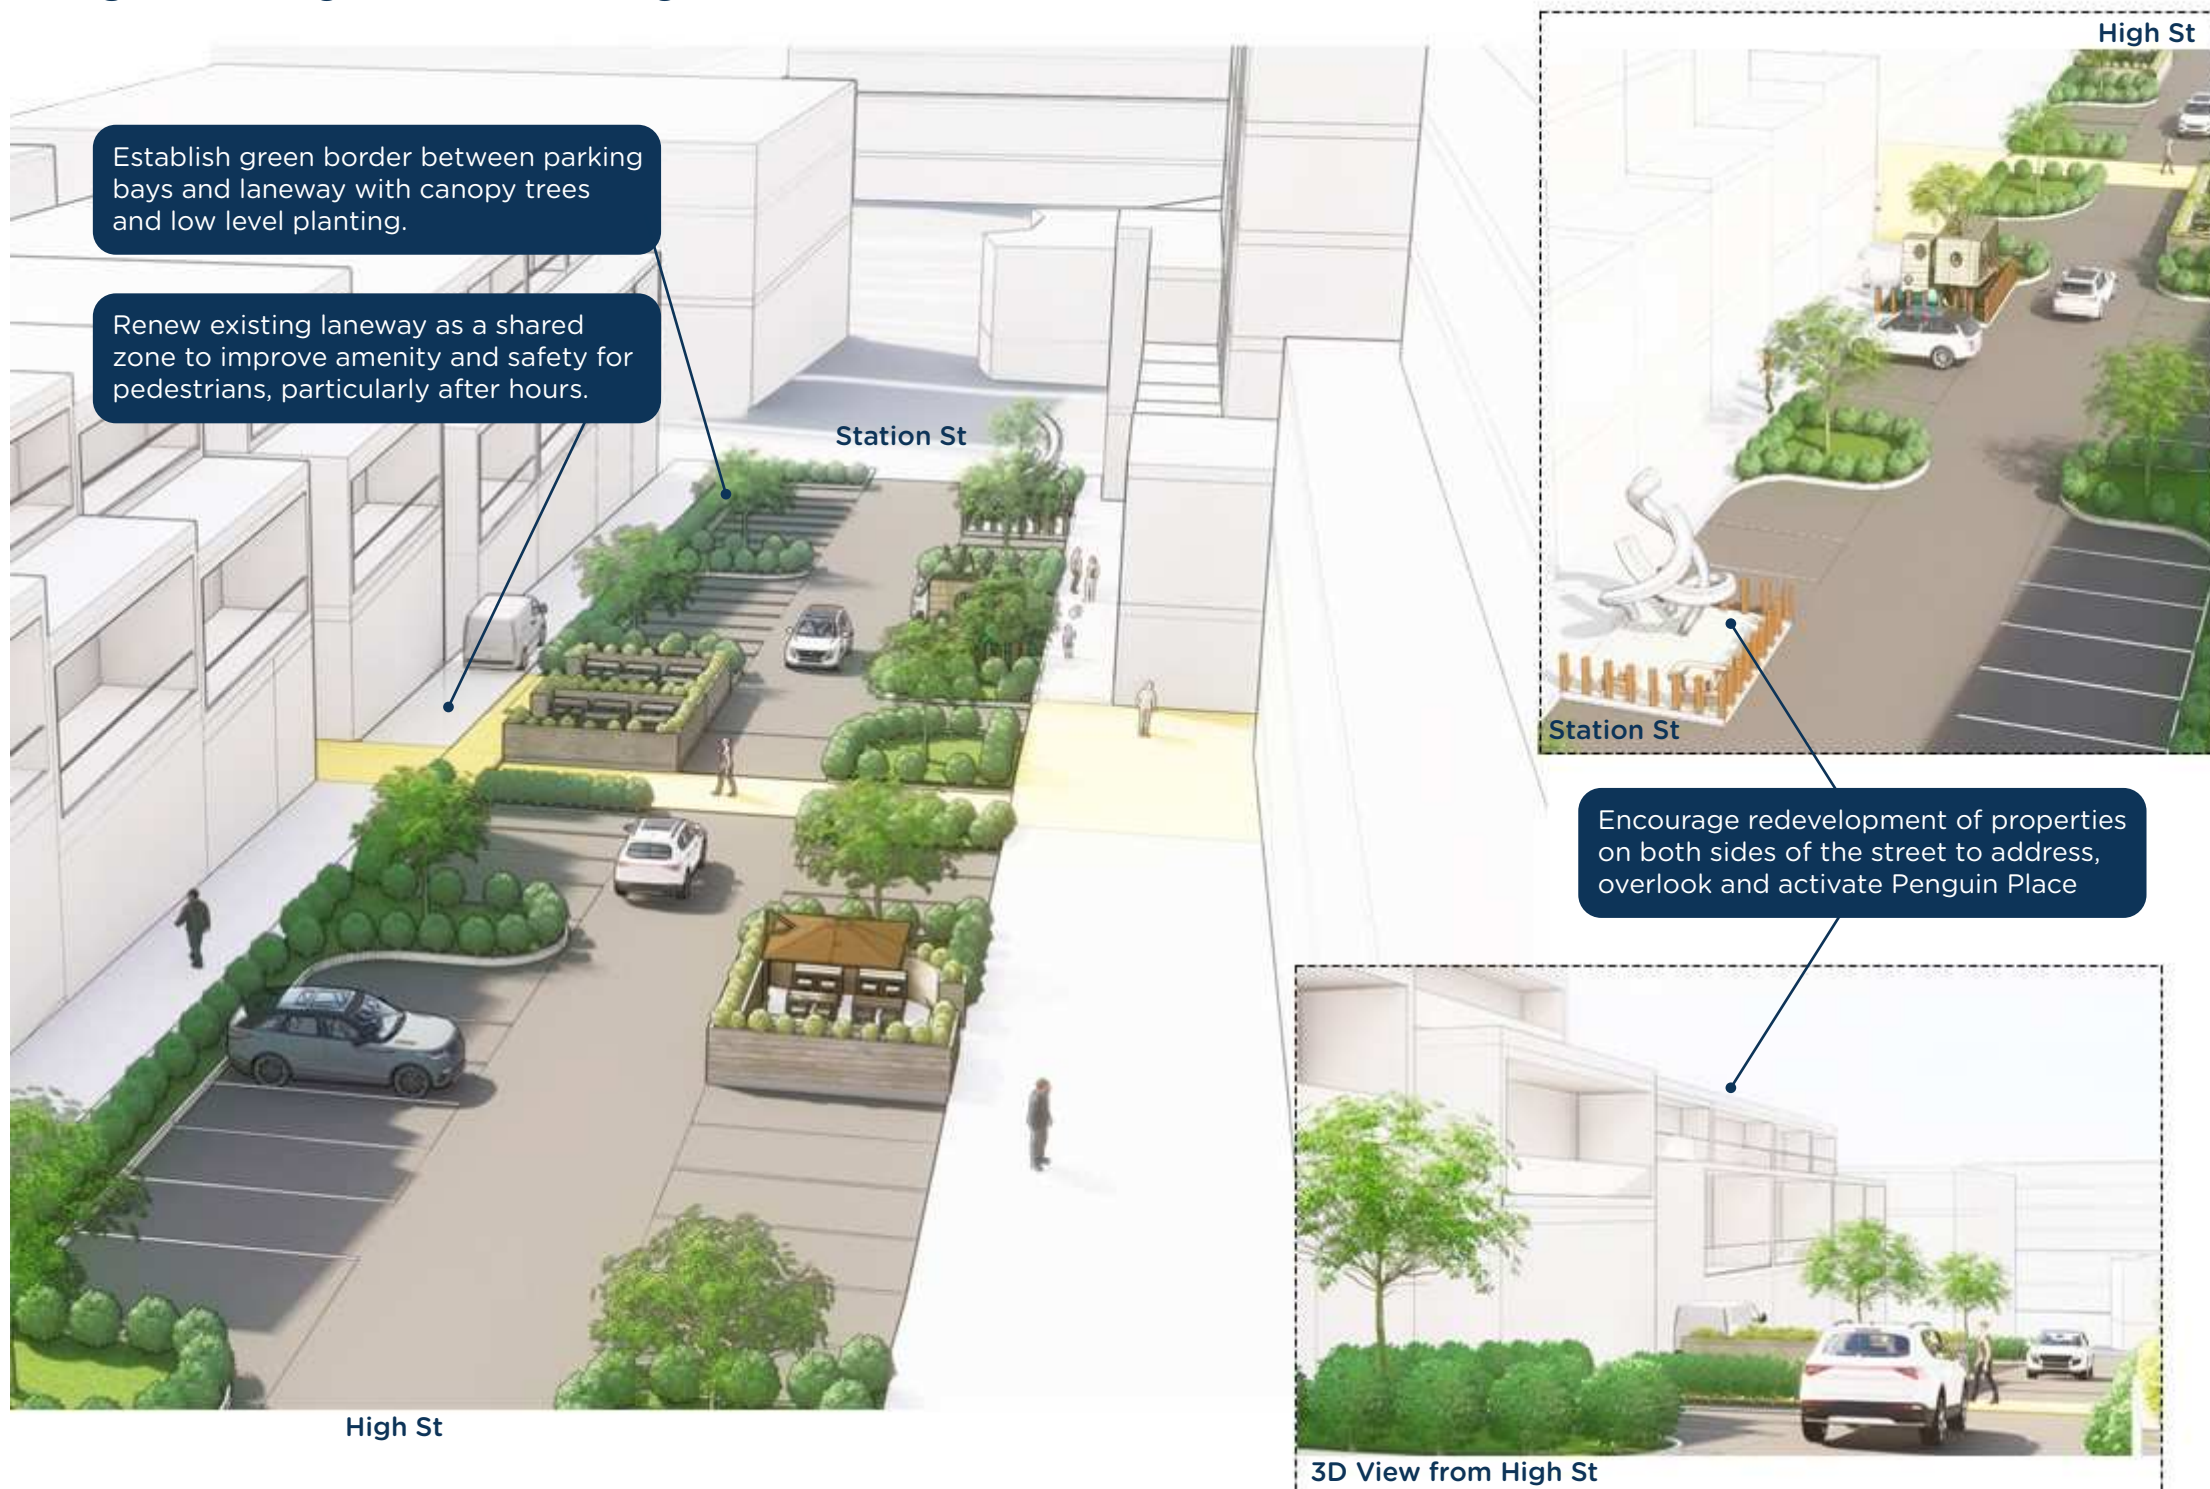 High St
Establish green border between parking
bays and laneway with canopy trees
and low level planting.
Renew existing laneway as a shared
zone to improve amenity and safety for
pedestrians, particularly after hours.
Station St
Station St
Encourage redevelopment of properties
on both sides of the street to address,
overlook and activate Penguin Place
High St
3D View from High St